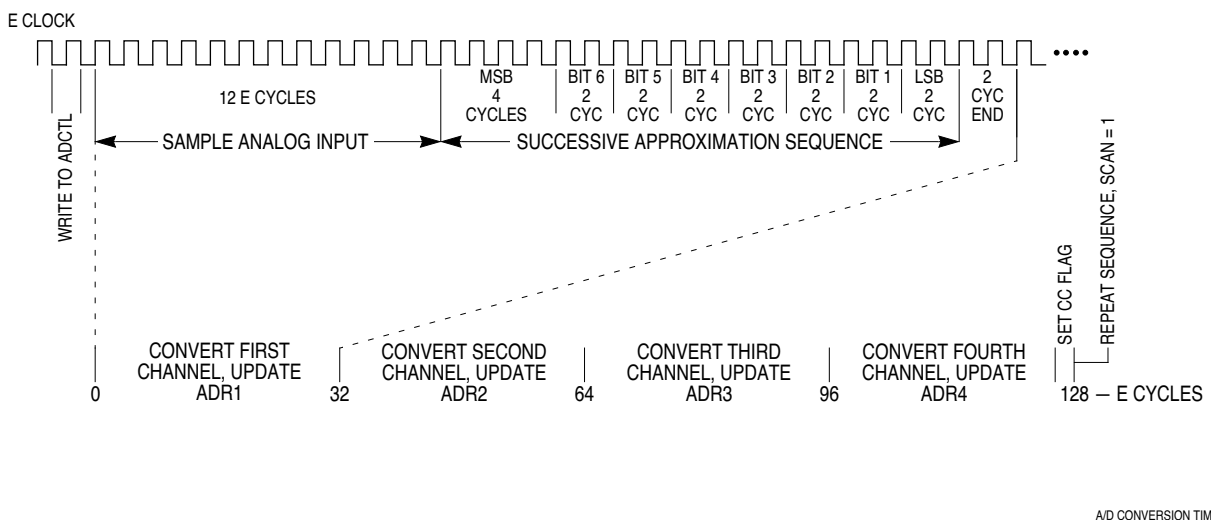 E CLOCK
12 E CYCLES
MSB
4
CYCLES
BIT 6
2
CYC
BIT 5
2
CYC
BIT 4
2
CYC
BIT 3
2
CYC
BIT 2
2
CYC
BIT 1
2
CYC
LSB
2
CYC
2
CYC
END
WRITE TO ADCTL
SAMPLE ANALOG INPUT
SUCCESSIVE APPROXIMATION SEQUENCE
SET CC FLAG
REPEAT SEQUENCE, SCAN = 1
CONVERT FIRST
CHANNEL, UPDATE
ADR1
CONVERT SECOND
CHANNEL, UPDATE
ADR2
CONVERT THIRD
CHANNEL, UPDATE
ADR3
CONVERT FOURTH
CHANNEL, UPDATE
ADR4
0
32
64
96
128 — E CYCLES
A/D CONVERSION TIM